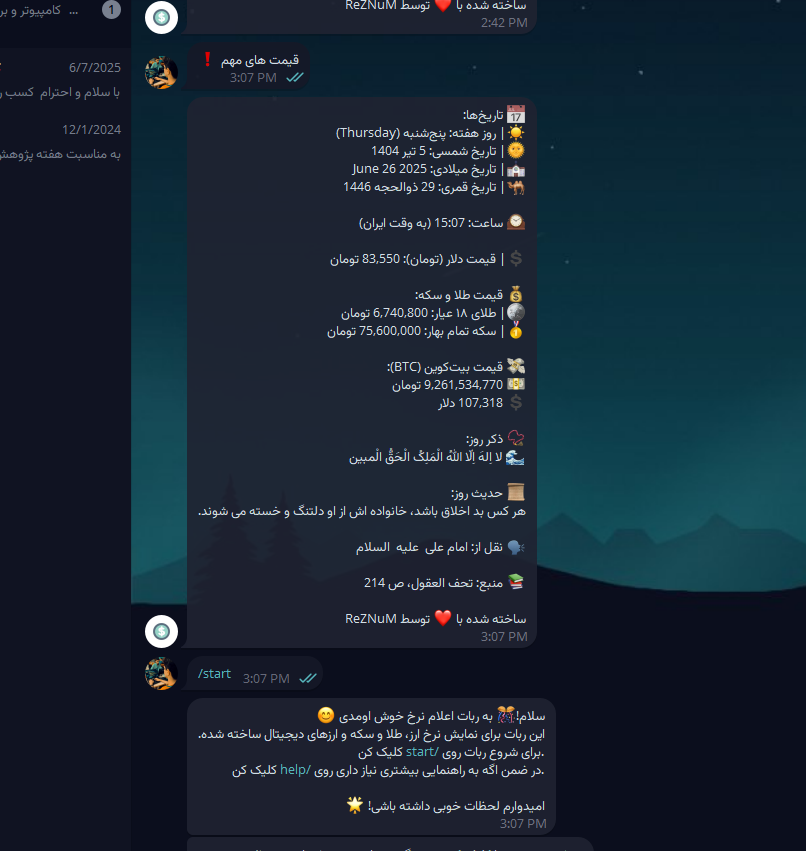 ساخته شده با ❤️ توسط ReZNuM
2:42 PM
1
... کامپیوتر و بر
6/7/2025
با سلام و احترام کسب
12/1/2024
به مناسبت هفته پژوهش
قیمت های مهم ❗
3:07 PM
📅 تاریخ‌ها:
☀️ | روز هفته: پنج‌شنبه (Thursday)
🌞 | تاریخ شمسی: 5 تیر 1404
⛪ | تاریخ میلادی: June 26 2025
🐫 | تاریخ قمری: 29 ذوالحجه 1446
🕰️ ساعت: 15:07 (به وقت ایران)
💲 | قیمت دلار (تومان): 83,550 تومان
💰 قیمت طلا و سکه:
🌕 | طلای ۱۸ عیار: 6,740,800 تومان
🥇 | سکه تمام بهار: 75,600,000 تومان
💸 قیمت بیت‌کوین (BTC):
💵 9,261,534,770 تومان
💲 107,318 دلار
📿 ذکر روز:
🌊 لا اِلهَ اِلّا اللهُ الْمَلِکُ الْحَقُّ الْمبین
📜 حدیث روز:
هر کس بد اخلاق باشد، خانواده اش از او دلتنگ و خسته می شوند.
🗣️ نقل از: امام علی علیه السلام
📚 منبع: تحف العقول، ص 214
ساخته شده با ❤️ توسط ReZNuM
3:07 PM
/start
3:07 PM
سلام!🎊 به ربات اعلام نرخ خوش اومدی 😊
این ربات برای نمایش نرخ ارز، طلا و سکه و ارزهای دیجیتال ساخته شده.
.برای شروع ربات روی /start کلیک کن
.در ضمن اگه به راهنمایی بیشتری نیاز داری روی /help کلیک کن
امیدوارم لحظات خوبی داشته باشی! 🌟
3:07 PM